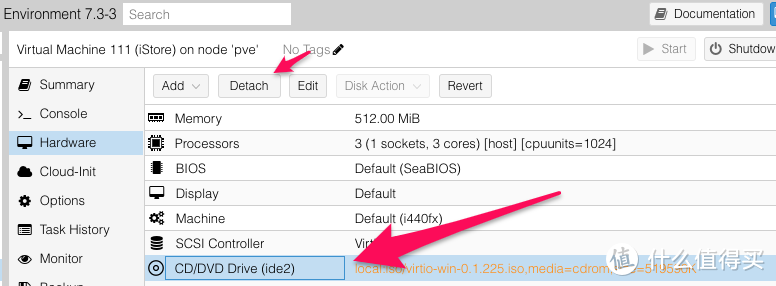 Environment 7.3-3 Search Documentation
Virtual Machine 111 (iStore) on node 'pve' No Tags Start Shutdow
Summary Add Detach Edit Disk Action Revert
Console Memory 512.00 MiB
Hardware Processors 3 (1 sockets, 3 cores) [host] [cpuunits=1024]
Cloud-Init BIOS Default (SeaBIOS)
Options Display Default
Task History Machine Default (i440fx)
Monitor SCSI Controller
CD/DVD Drive (ide2) local:iso/virtio-win-0.1.225.iso,media=cdrom
值 什么值得买